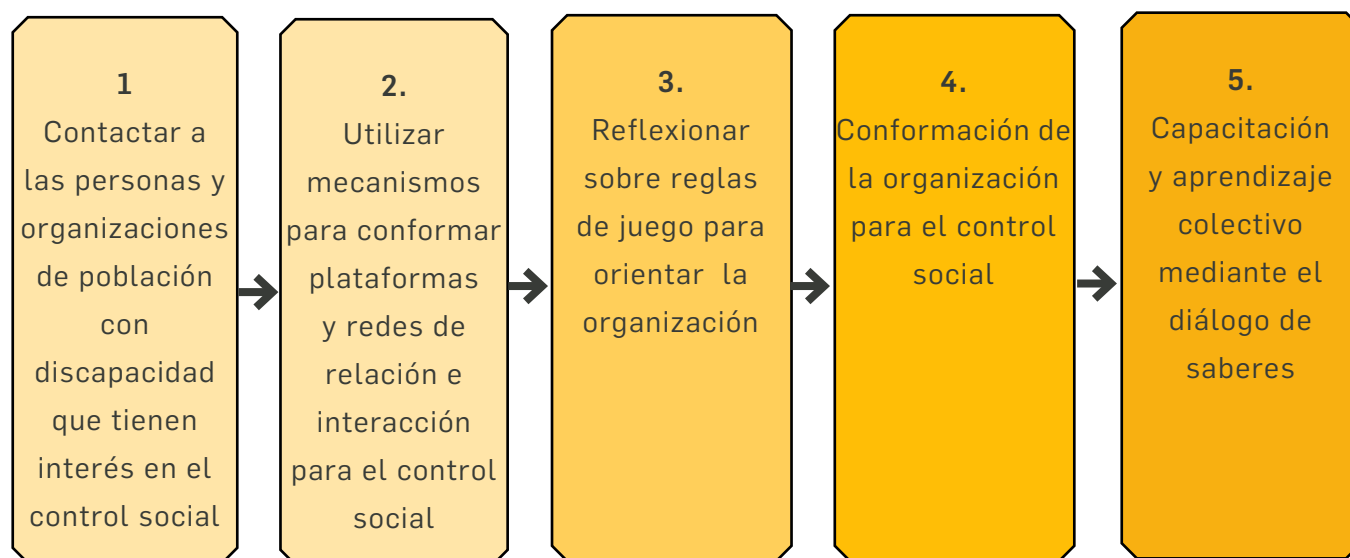 1
Contactar a
las personas y
organizaciones
de población
con
discapacidad
que tienen
interés en el
control social
2.
Utilizar
mecanismos
para conformar
plataformas
y redes de
relación e
interacción
para el control
social
3.
Reflexionar
sobre reglas
de juego para
orientar la
organización
4.
Conformación de
la organización
para el control
social
5.
Capacitación
y aprendizaje
colectivo
mediante el
diálogo de
saberes